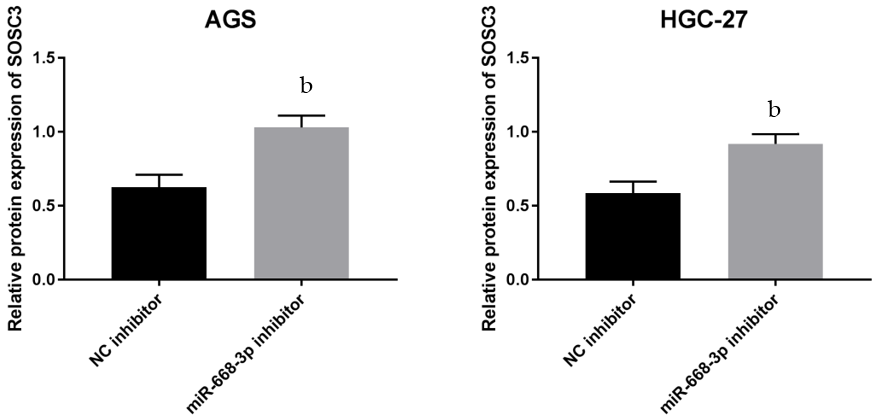 AGS
Relative protein expression of SOSC3
1.5
1.0
0.5
0.0
b
NC inhibitor
miR-668-3p inhibitor
HGC-27
Relative protein expression of SOSC3
1.5
1.0
0.5
0.0
b
NC inhibitor
miR-668-3p inhibitor